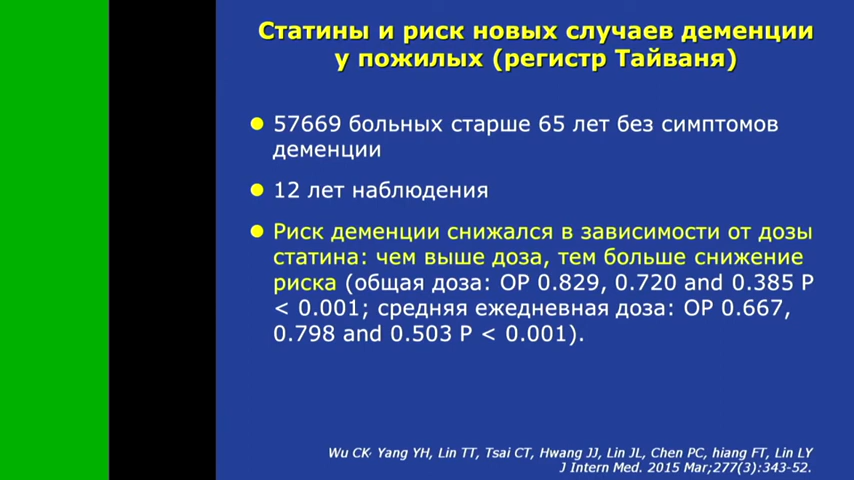 Статины и риск новых случаев деменции
у пожилых (регистр Тайваня)
57669 больных старше 65 лет без симптомов
деменции
12 лет наблюдения
Риск деменции снижался в зависимости от дозы
статина: чем выше доза, тем больше снижение
риска (общая доза: ОР 0.829, 0.720 and 0.385 P
< 0.001; средняя ежедневная доза: ОР 0.667,
0.798 and 0.503 P < 0.001).
Wu CK, Yang YH, Lin TT, Tsai CT, Hwang JJ, Lin JL, Chen PC, hiang FT, Lin LY
J Intern Med. 2015 Mar;277(3):343-52.